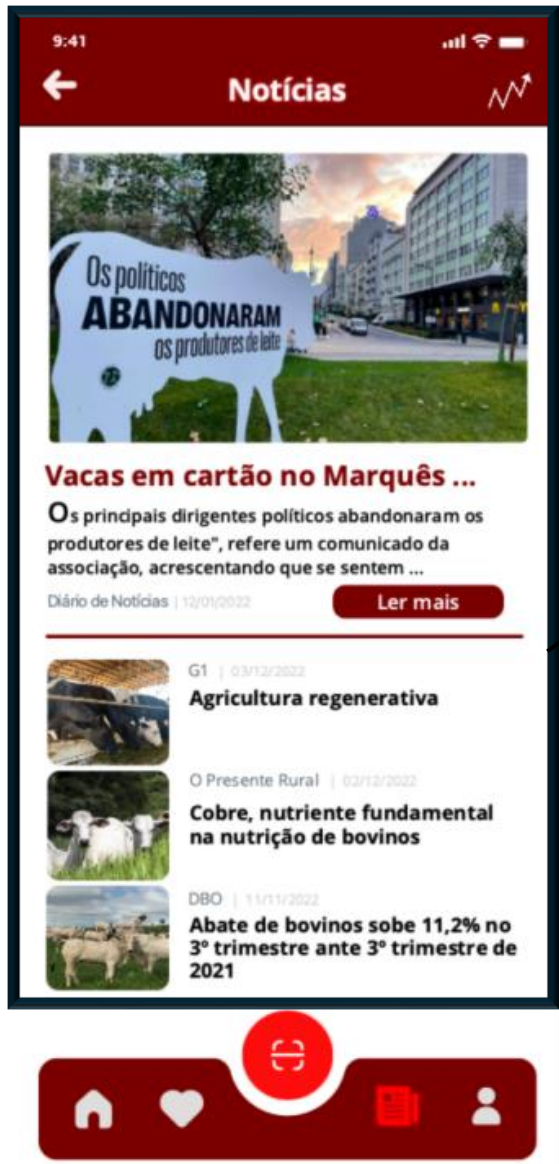 9:41
Notícias
Os políticos
ABANDONARAM
os produtores de leite
Vacas em cartão no Marquês ...
Os principais dirigentes políticos abandonaram os
produtores de leite", refere um comunicado da
associação, acrescentando que se sentem ...
Diário de Notícias | 12/01/2022
Ler mais
G1 | 03/12/2022
Agricultura regenerativa
O Presente Rural | 02/12/2022
Cobre, nutriente fundamental
na nutrição de bovinos
DBO | 11/11/2022
Abate de bovinos sobe 11,2% no
3º trimestre ante 3º trimestre de
2021